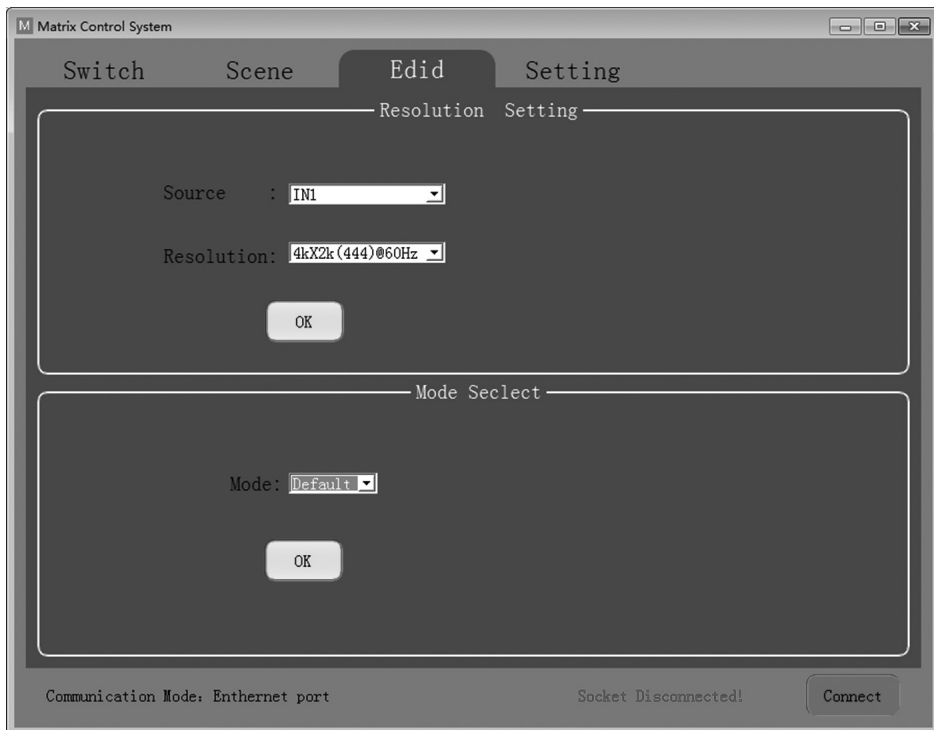 M Matrix Control System
Switch Scene Edid Setting
Resolution Setting
Source : IN1
Resolution: 4kX2k(444)@60Hz
OK
Mode Seclect
Mode: Default
OK
Communication Mode: Enthernet port Socket Disconnected! Connect